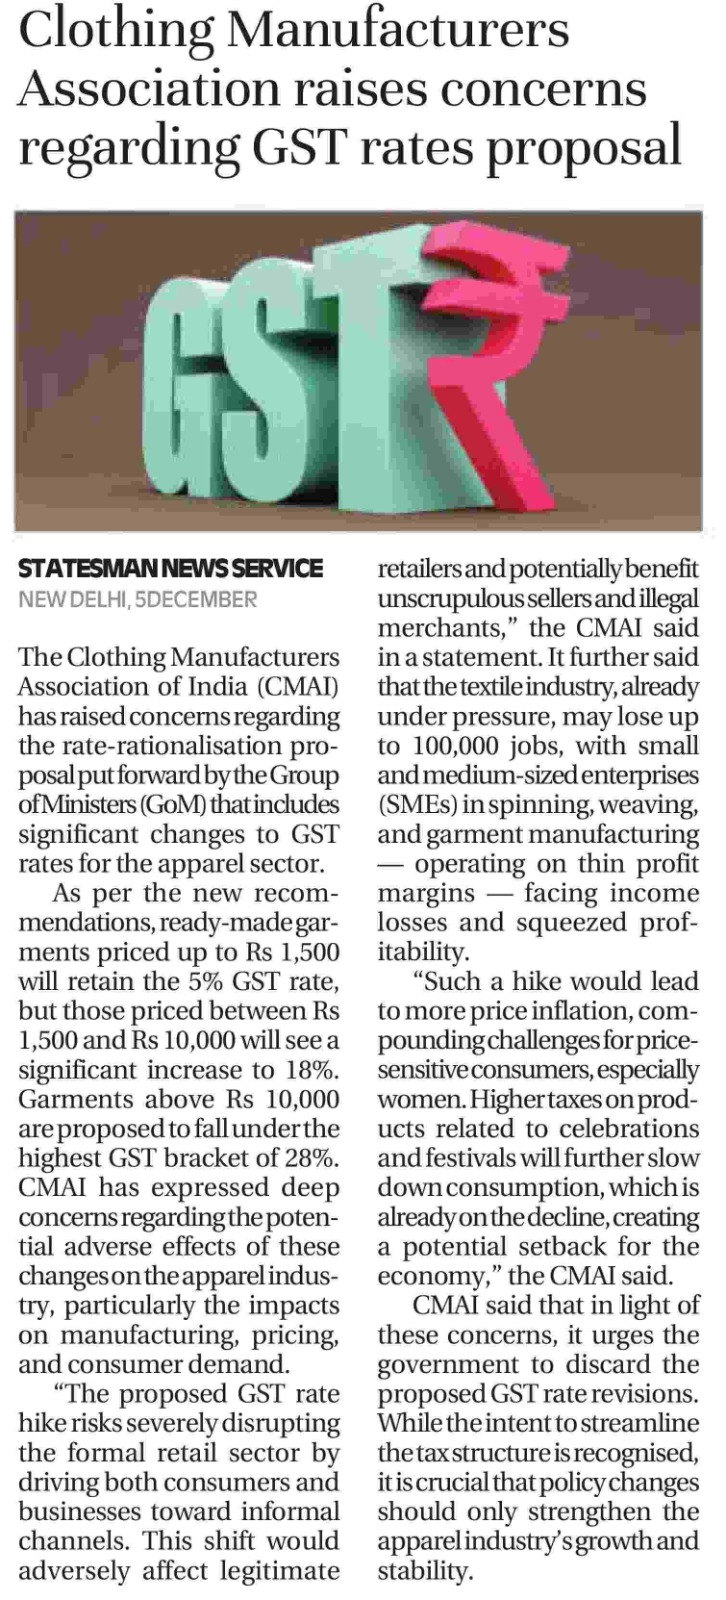 Clothing Manufacturers
Association raises concerns
regarding GST rates proposal
GST₹
STATESMAN NEWS SERVICE
NEW DELHI, 5 DECEMBER
The Clothing Manufacturers
Association of India (CMAI)
has raised concerns regarding
the rate-rationalisation pro-
posal put forward by the Group
of Ministers (GoM) that includes
significant changes to GST
rates for the apparel sector.
As per the new recom-
mendations, ready-made gar-
ments priced up to Rs 1,500
will retain the 5% GST rate,
but those priced between Rs
1,500 and Rs 10,000 will see a
significant increase to 18%.
Garments above Rs 10,000
are proposed to fall under the
highest GST bracket of 28%.
CMAI has expressed deep
concerns regarding the poten-
tial adverse effects of these
changes on the apparel indus-
try, particularly the impacts
on manufacturing, pricing,
and consumer demand.
“The proposed GST rate
hike risks severely disrupting
the formal retail sector by
driving both consumers and
businesses toward informal
channels. This shift would
adversely affect legitimate
retailers and potentially benefit
unscrupulous sellers and illegal
merchants,” the CMAI said
in a statement. It further said
that the textile industry, already
under pressure, may lose up
to 100,000 jobs, with small
and medium-sized enterprises
(SMEs) in spinning, weaving,
and garment manufacturing
— operating on thin profit
margins — facing income
losses and squeezed prof-
itability.
“Such a hike would lead
to more price inflation, com-
pounding challenges for price-
sensitive consumers, especially
women. Higher taxes on prod-
ucts related to celebrations
and festivals will further slow
down consumption, which is
already on the decline, creating
a potential setback for the
economy,” the CMAI said.
CMAI said that in light of
these concerns, it urges the
government to discard the
proposed GST rate revisions.
While the intent to streamline
the tax structure is recognised,
it is crucial that policy changes
should only strengthen the
apparel industry’s growth and
stability.